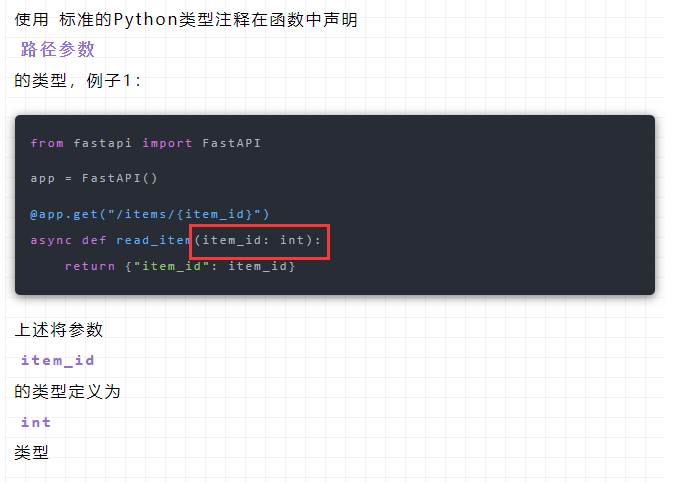 使用 标准的Python类型注释在函数中声明
路径参数
的类型，例子1：
from fastapi import FastAPI
app = FastAPI()
@app.get("/items/{item_id}")
async def read_item(item_id: int):
    return {"item_id": item_id}
上述将参数
item_id
的类型定义为
int
类型